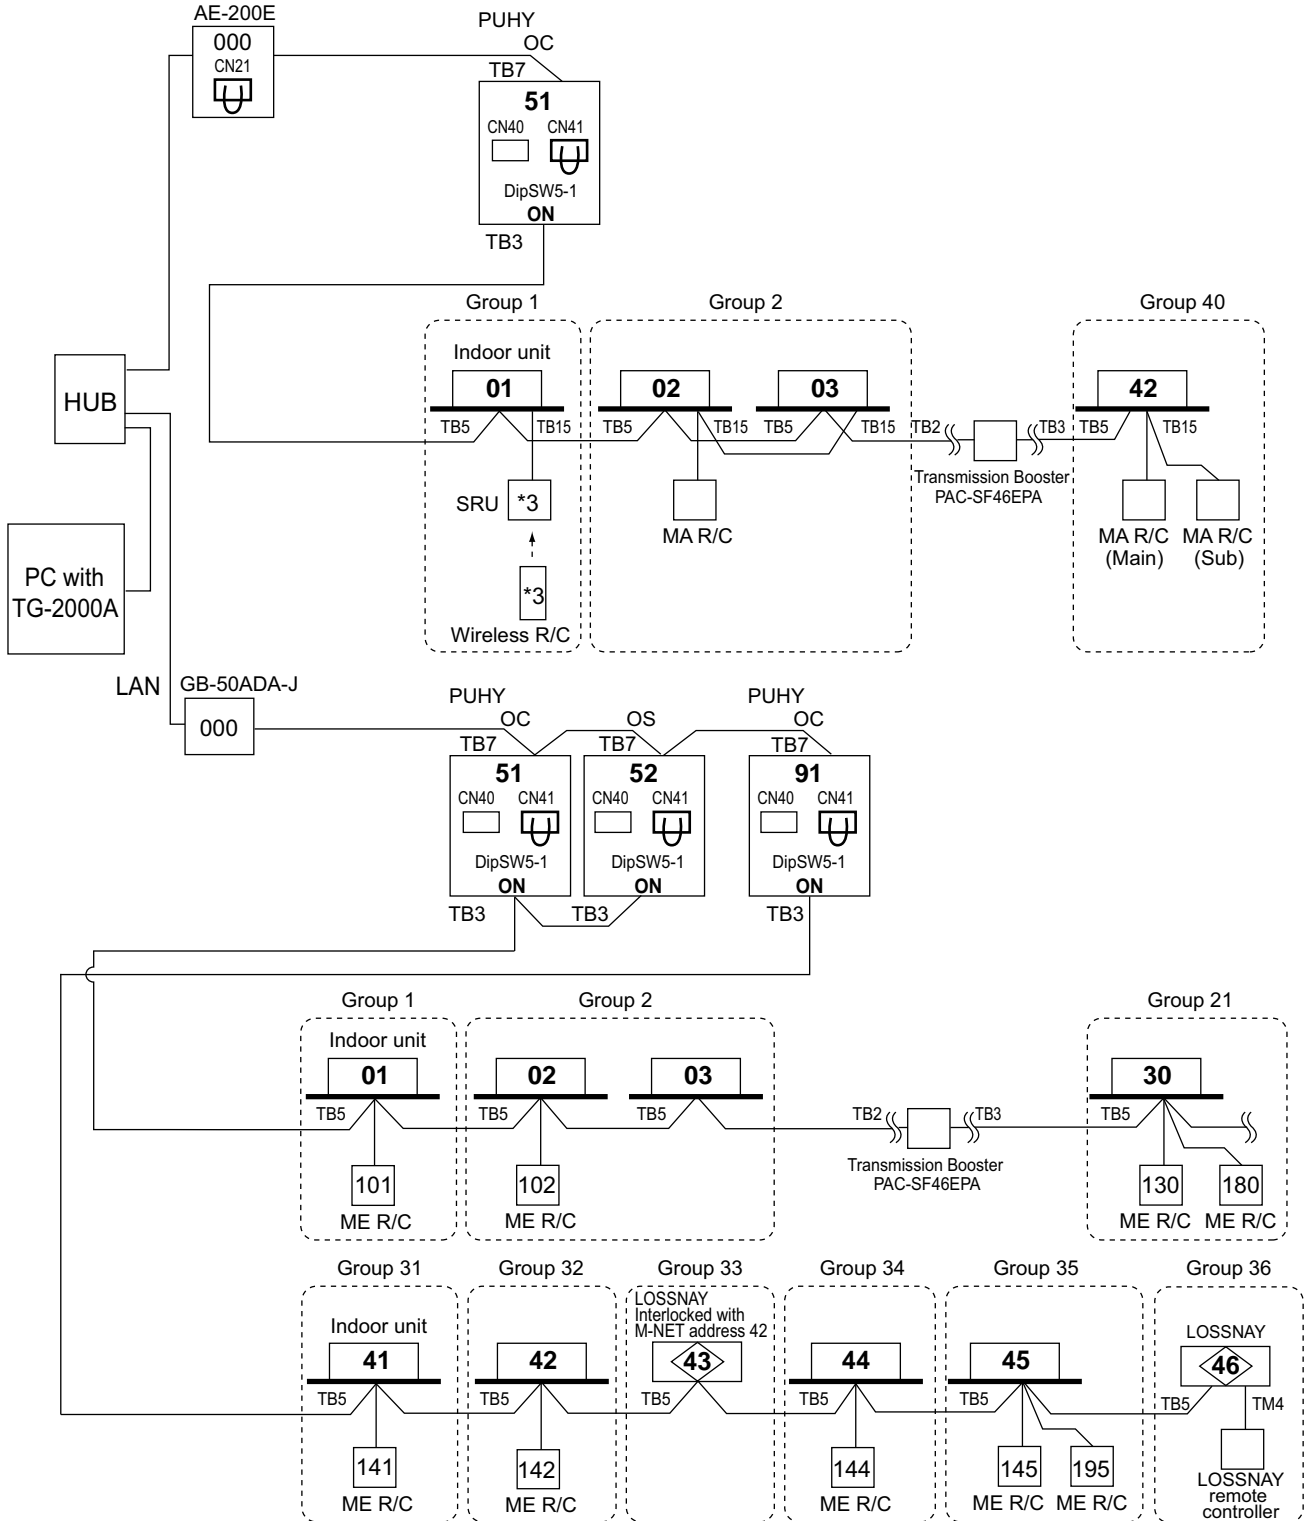 AE-200E
000
CN21
PUHY
OC
TB7
51
CN40 CN41
DipSW5-1
ON
TB3
Group 1 Group 2 Group 40
Indoor unit
01 02 03 42
TB5 TB15 TB5 TB15 TB5 TB15 TB2 TB3 TB5 TB15
Transmission Booster
PAC-SF46EPA
SRU *3
MA R/C
MA R/C
(Main)
MA R/C
(Sub)
*3
Wireless R/C
HUB
PC with
TG-2000A
LAN
GB-50ADA-J
000
PUHY PUHY
OC OS OC
TB7 TB7 TB7
51 52 91
CN40 CN41 CN40 CN41 CN40 CN41
DipSW5-1 DipSW5-1 DipSW5-1
ON ON ON
TB3 TB3 TB3
Group 1 Group 2 Group 21
Indoor unit
01 02 03 30
TB5 TB5 TB5 TB2 TB3 TB5
Transmission Booster
PAC-SF46EPA
101 102 130 180
ME R/C ME R/C ME R/C ME R/C
Group 31 Group 32 Group 33 Group 34 Group 35 Group 36
LOSSNAY
Interlocked with
M-NET address 42
Indoor unit
LOSSNAY
41 42 43 44 45 46
TB5 TB5 TB5 TB5 TB5 TB5 TM4
141 142 144 145 195
ME R/C ME R/C ME R/C ME R/C ME R/C
LOSSNAY
remote
controller